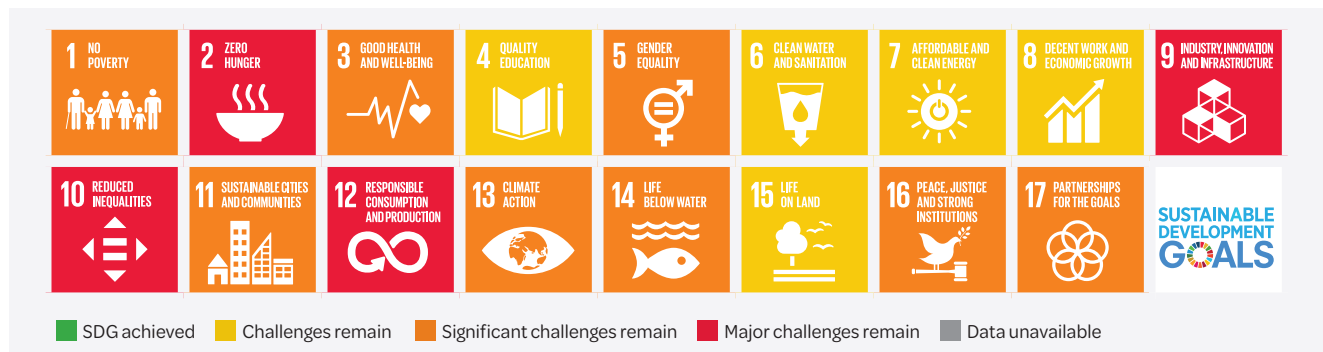 1 NO
POVERTY
2 ZERO
HUNGER
3 GOOD HEALTH
AND WELL-BEING
4 QUALITY
EDUCATION
5 GENDER
EQUALITY
6 CLEAN WATER
AND SANITATION
7 AFFORDABLE AND
CLEAN ENERGY
8 DECENT WORK AND
ECONOMIC GROWTH
9 INDUSTRY, INNOVATION
AND INFRASTRUCTURE
10 REDUCED
INEQUALITIES
11 SUSTAINABLE CITIES
AND COMMUNITIES
12 RESPONSIBLE
CONSUMPTION
AND PRODUCTION
13 CLIMATE
ACTION
14 LIFE
BELOW WATER
15 LIFE
ON LAND
16 PEACE, JUSTICE
AND STRONG
INSTITUTIONS
17 PARTNERSHIPS
FOR THE GOALS
SUSTAINABLE
DEVELOPMENT
GOALS
SDG achieved
Challenges remain
Significant challenges remain
Major challenges remain
Data unavailable